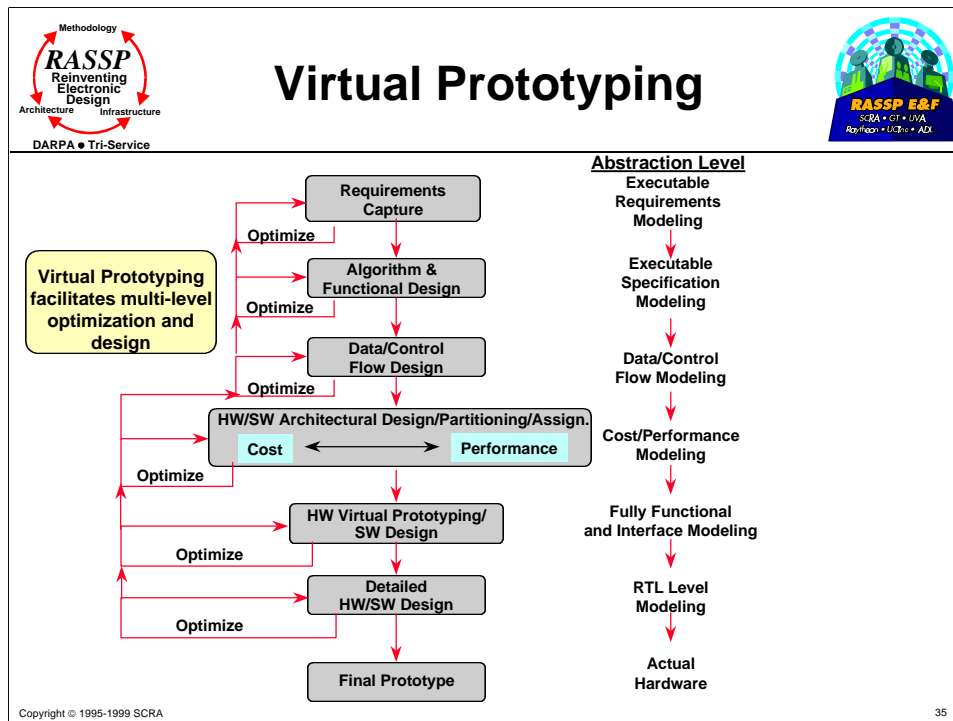 Methodology
RASSP
Reinventing
Electronic
Design
Architecture
Infrastructure
DARPA ● Tri-Service
Virtual Prototyping
RASSP E&F
SCRA • GT • UVA
Raytheon • UCinc • ADL
Abstraction Level
Requirements
Capture
Executable
Requirements
Modeling
Optimize
Virtual Prototyping
facilitates multi-level
optimization and
design
Algorithm &
Functional Design
Executable
Specification
Modeling
Optimize
Data/Control
Flow Design
Data/Control
Flow Modeling
Optimize
HW/SW Architectural Design/Partitioning/Assign.
Cost
Performance
Cost/Performance
Modeling
Optimize
HW Virtual Prototyping/
SW Design
Fully Functional
and Interface Modeling
Optimize
Detailed
HW/SW Design
RTL Level
Modeling
Optimize
Final Prototype
Actual
Hardware
Copyright © 1995-1999 SCRA
35